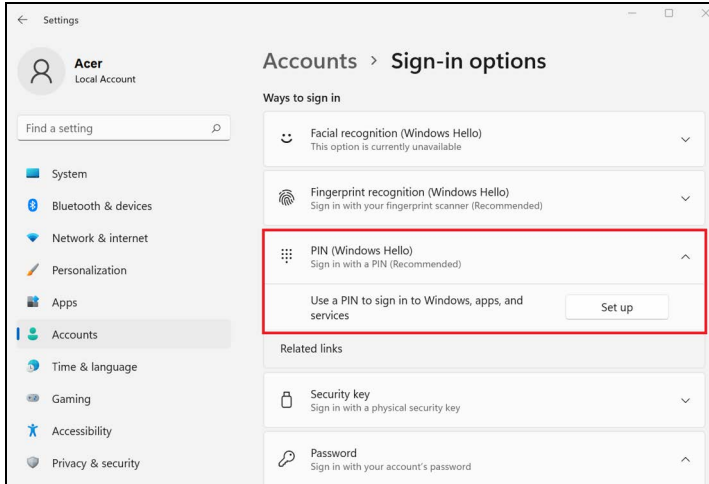 Settings
Acer
Local Account
Find a setting
System
Bluetooth & devices
Network & internet
Personalization
Apps
Accounts
Time & language
Gaming
Accessibility
Privacy & security
Accounts > Sign-in options
Ways to sign in
Facial recognition (Windows Hello)
This option is currently unavailable
Fingerprint recognition (Windows Hello)
Sign in with your fingerprint scanner (Recommended)
PIN (Windows Hello)
Sign in with a PIN (Recommended)
Use a PIN to sign in to Windows, apps, and
services
Set up
Related links
Security key
Sign in with a physical security key
Password
Sign in with your account's password